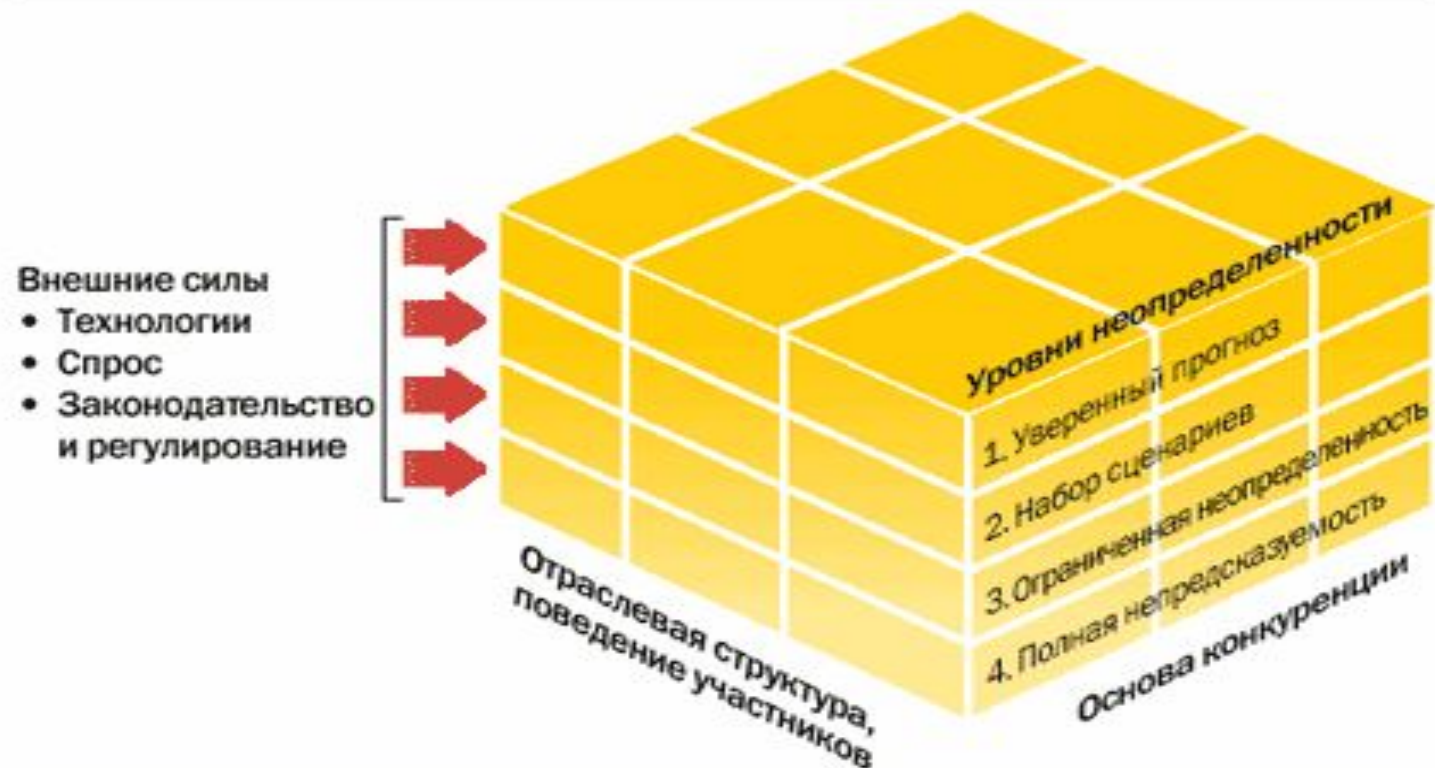 Внешние силы
• Технологии
• Спрос
• Законодательство
и регулирование
Уровни неопределенности
1. Уверенный прогноз
2. Набор сценариев
3. Ограниченная неопределенность
4. Полная непредсказуемость
Отраслевая структура,
поведение участников
Основа конкуренции